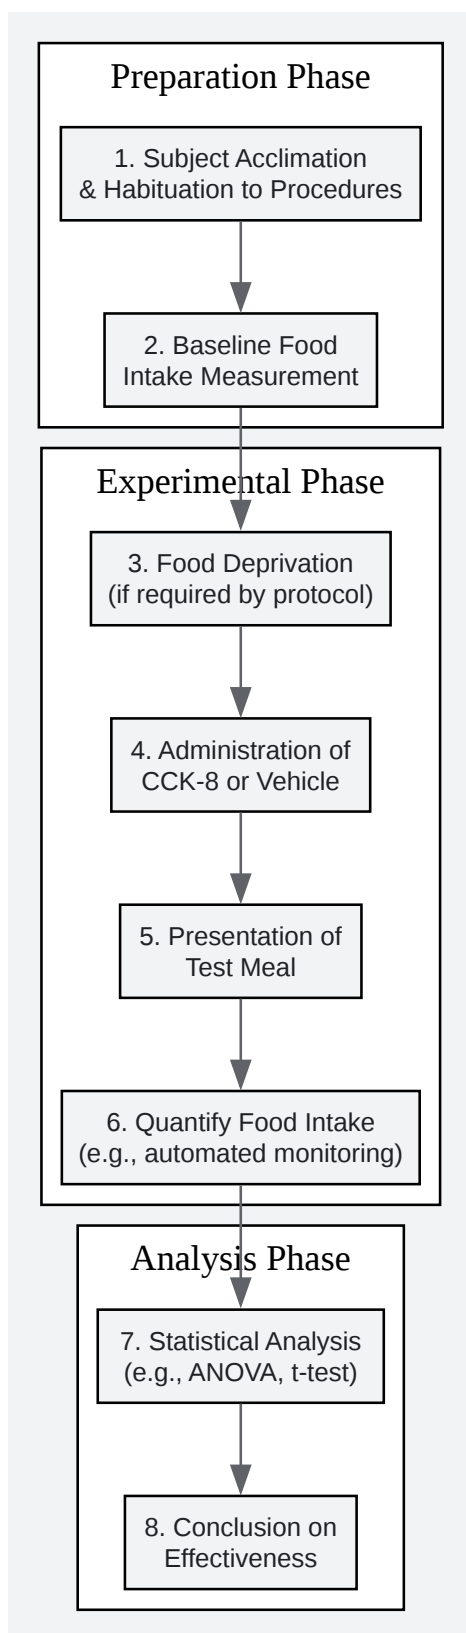 Preparation Phase
1. Subject Acclimation
& Habituation to Procedures
2. Baseline Food
Intake Measurement
Experimental Phase
3. Food Deprivation
(if required by protocol)
4. Administration of
CCK-8 or Vehicle
5. Presentation of
Test Meal
6. Quantify Food Intake
(e.g., automated monitoring)
Analysis Phase
7. Statistical Analysis
(e.g., ANOVA, t-test)
8. Conclusion on
Effectiveness